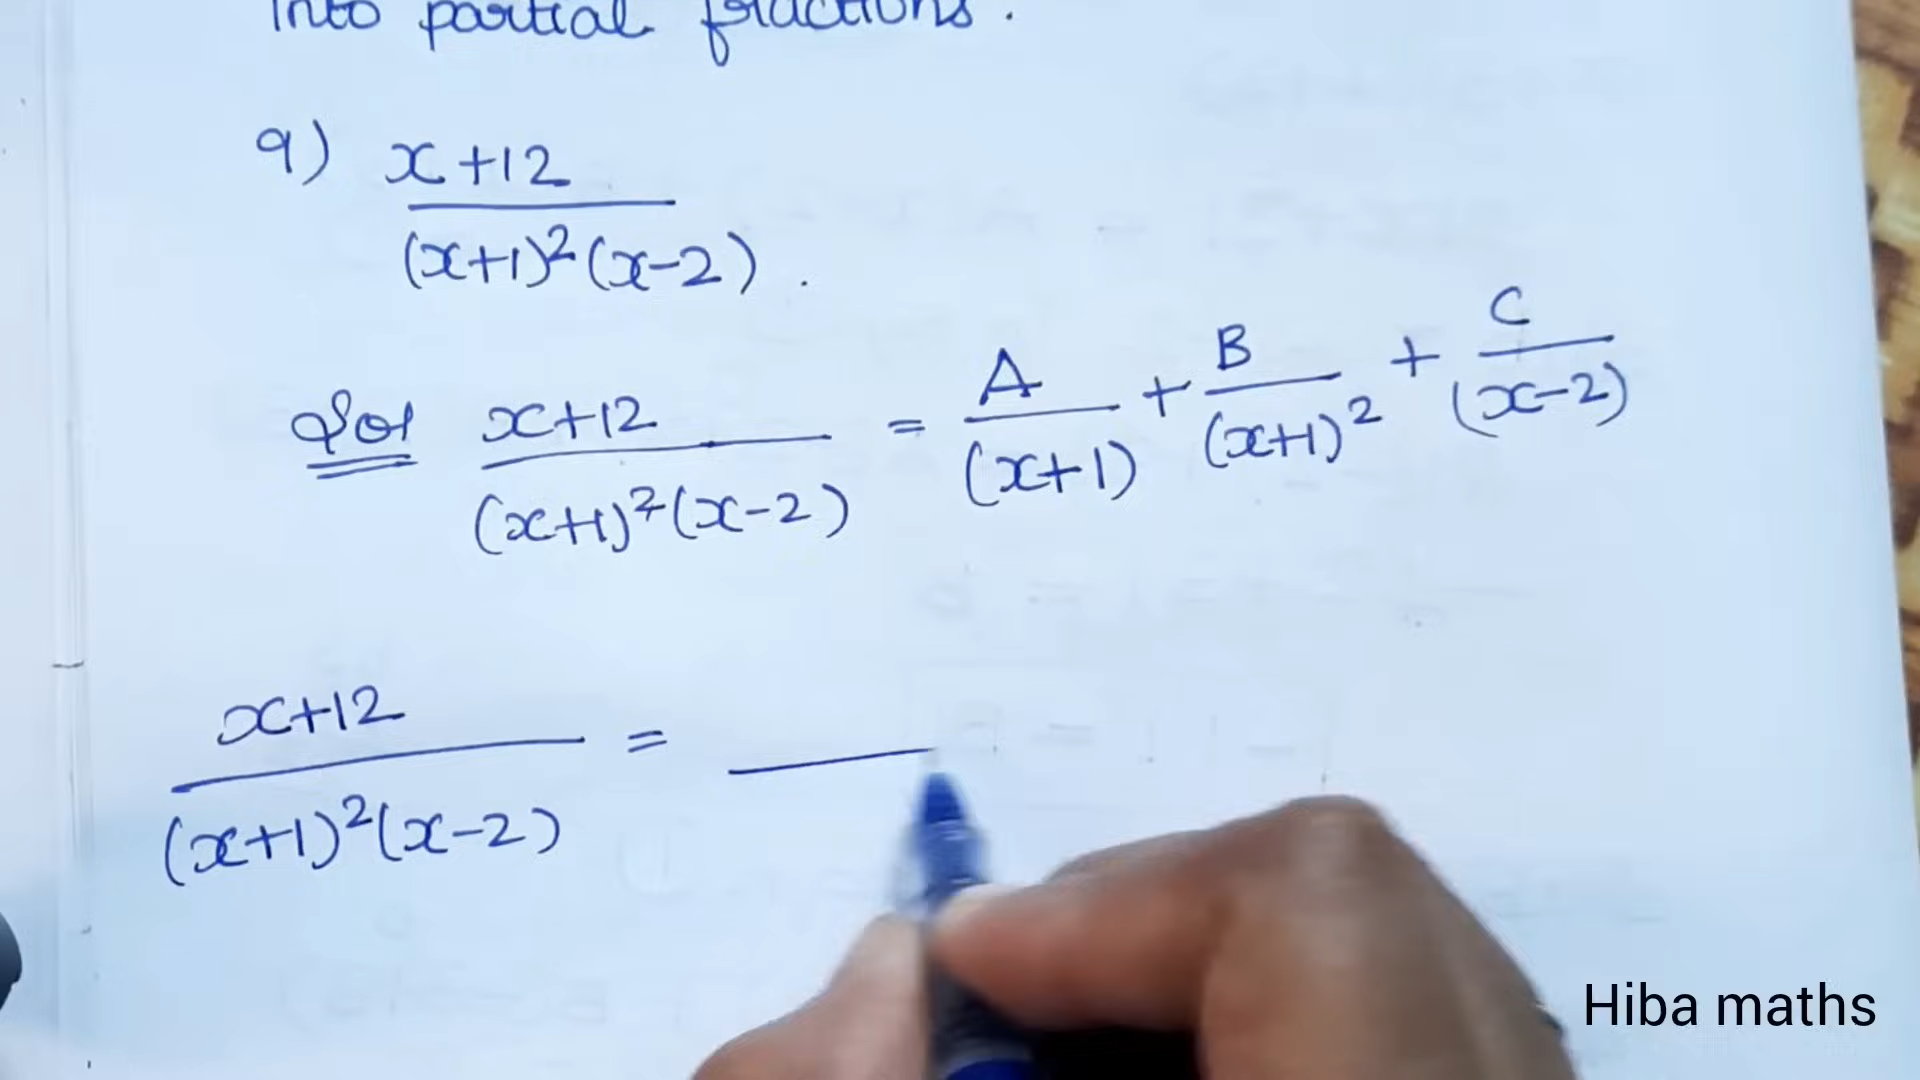 into partial fractions.
9) x+12
(x+1)²(x-2).
Sol x+12 / (x+1)²(x-2) = A/(x+1) + B/(x+1)² + C/(x-2)
x+12 / (x+1)²(x-2) =
Hiba maths